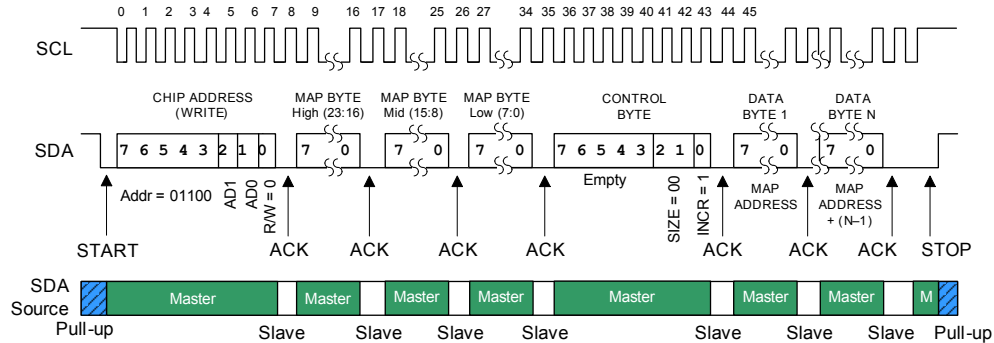 0 1 2 3 4 5 6 7 8 9 16 17 18 25 26 27 34 35 36 37 38 39 40 41 42 43 44 45
SCL
CHIP ADDRESS
(WRITE)
MAP BYTE
High (23:16)
MAP BYTE
Mid (15:8)
MAP BYTE
Low (7:0)
CONTROL
BYTE
DATA
BYTE 1
DATA
BYTE N
SDA
7 6 5 4 3 2 1 0 7 0 7 0 7 0 7 6 5 4 3 2 1 0 7 0 7 0
Addr = 01100
AD1
AD0
R/W = 0
Empty
SIZE = 00
INCR = 1
MAP
ADDRESS
MAP
ADDRESS
+ (N–1)
START ACK ACK ACK ACK ACK ACK ACK STOP
SDA
Source
Master Master Master Master Master Master Master M
Pull-up Slave Slave Slave Slave Slave Slave Slave Pull-up